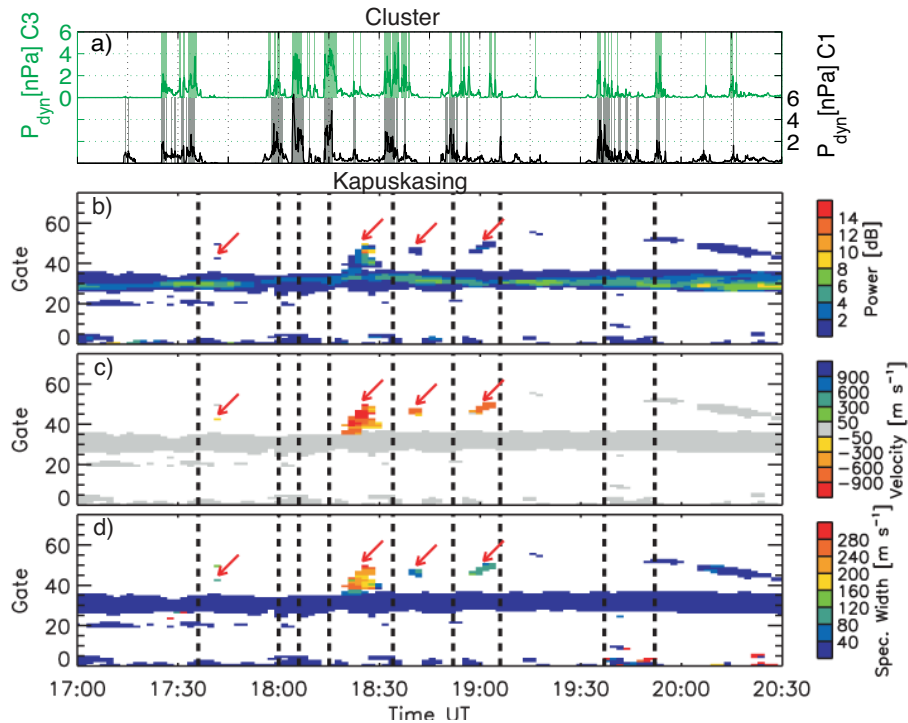 Cluster
a)
P_dyn[nPa] C3
6
4
2
0
6
4
2
P_dyn[nPa] C1
Kapuskasing
b)
Gate
60
40
20
0
14
10
8
6
4
2
Power [dB]
c)
Gate
60
40
20
0
900
600
300
50
-50
-300
-600
-900
Velocity [m s⁻¹]
d)
Gate
60
40
20
0
280
240
200
160
120
80
40
Spec. Width [m s⁻¹]
17:00 17:30 18:00 18:30 19:00 19:30 20:00 20:30
Time UT